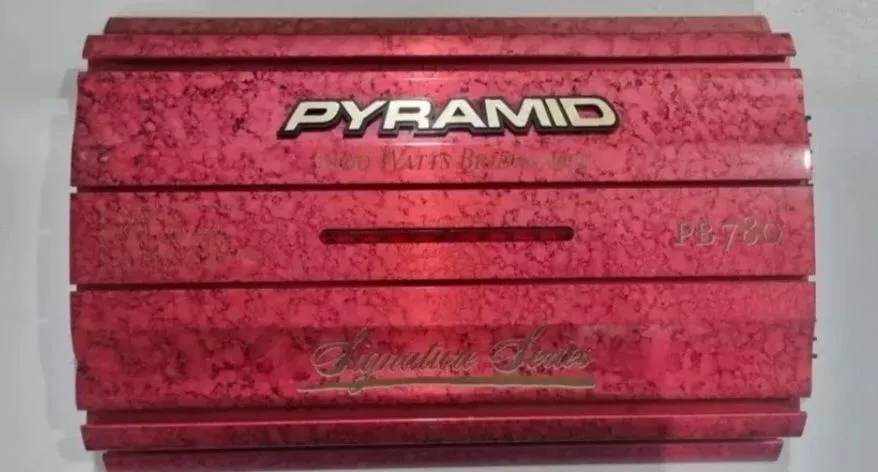 PYRAMID
WATTS BRIDGEABLE
PB 780
Signature Series